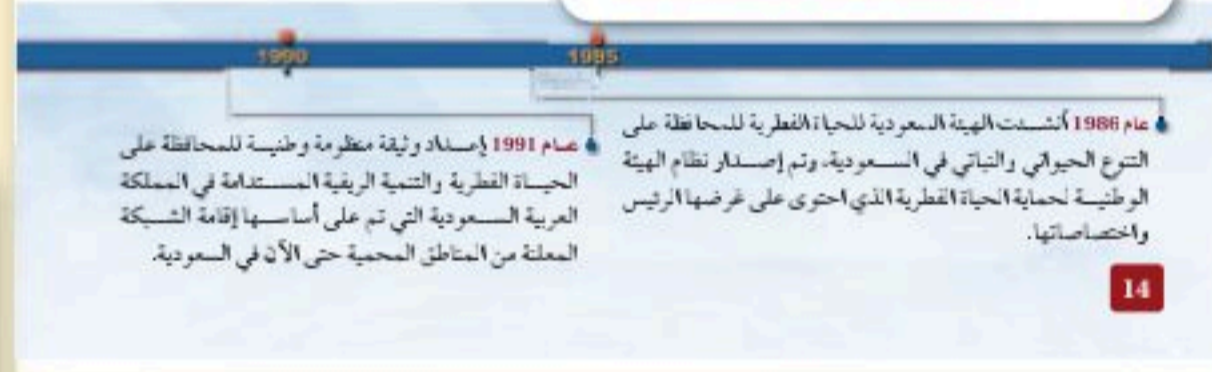 1985
1990
عام 1986 أنشئت الهيئة السعودية للحياة الفطرية للمحافظة على
التنوع الحيواني والنباتي في السعودية، وتم إصدار نظام الهيئة
الوطنية لحماية الحياة الفطرية الذي احتوى على غرضها الرئيس
واختصاصاتها.
عام 1991 إعداد وثيقة منظومة وطنية للمحافظة على
الحياة الفطرية والتنمية الريفية المستدامة في المملكة
العربية السعودية التي تم على أساسها إقامة الشبكة
المعلنة من المناطق المحمية حتى الآن في السعودية.
14